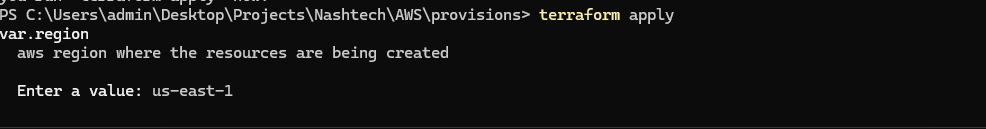 PS C:\Users\admin\Desktop\Projects\Nashtech\AWS\provisions> terraform apply
var.region
aws region where the resources are being created
Enter a value: us-east-1